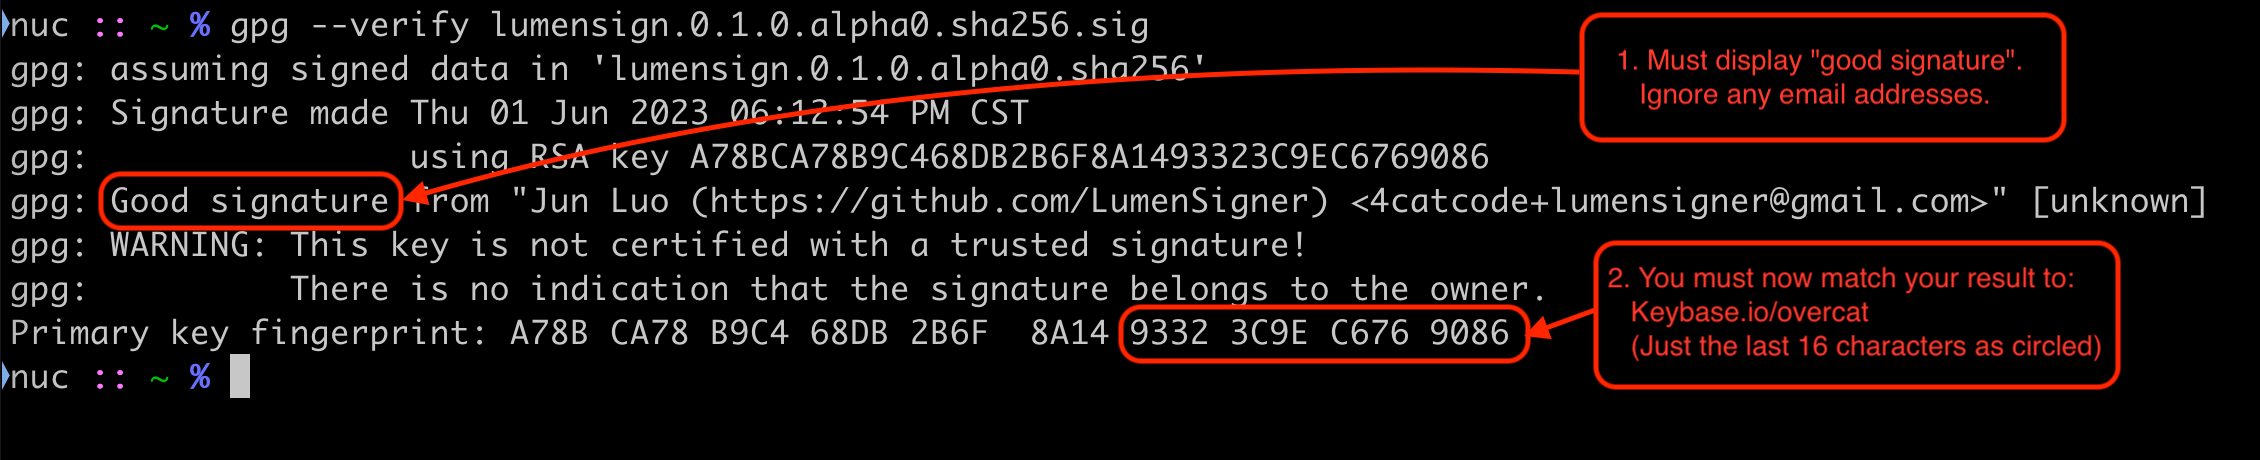 nuc :: ~ % gpg --verify lumensign.0.1.0.alpha0.sha256.sig
gpg: assuming signed data in 'lumensign.0.1.0.alpha0.sha256'
gpg: Signature made Thu 01 Jun 2023 06:12:54 PM CST
gpg:                using RSA key A78BCA78B9C468DB2B6F8A1493323C9EC6769086
gpg: Good signature from "Jun Luo (https://github.com/LumenSigner) <4catcode+lumensigner@gmail.com>" [unknown]
gpg: WARNING: This key is not certified with a trusted signature!
gpg:          There is no indication that the signature belongs to the owner.
Primary key fingerprint: A78B CA78 B9C4 68DB 2B6F  8A14 9332 3C9E C676 9086
nuc :: ~ %
1. Must display "good signature".
Ignore any email addresses.
2. You must now match your result to:
Keybase.io/overcat
(Just the last 16 characters as circled)